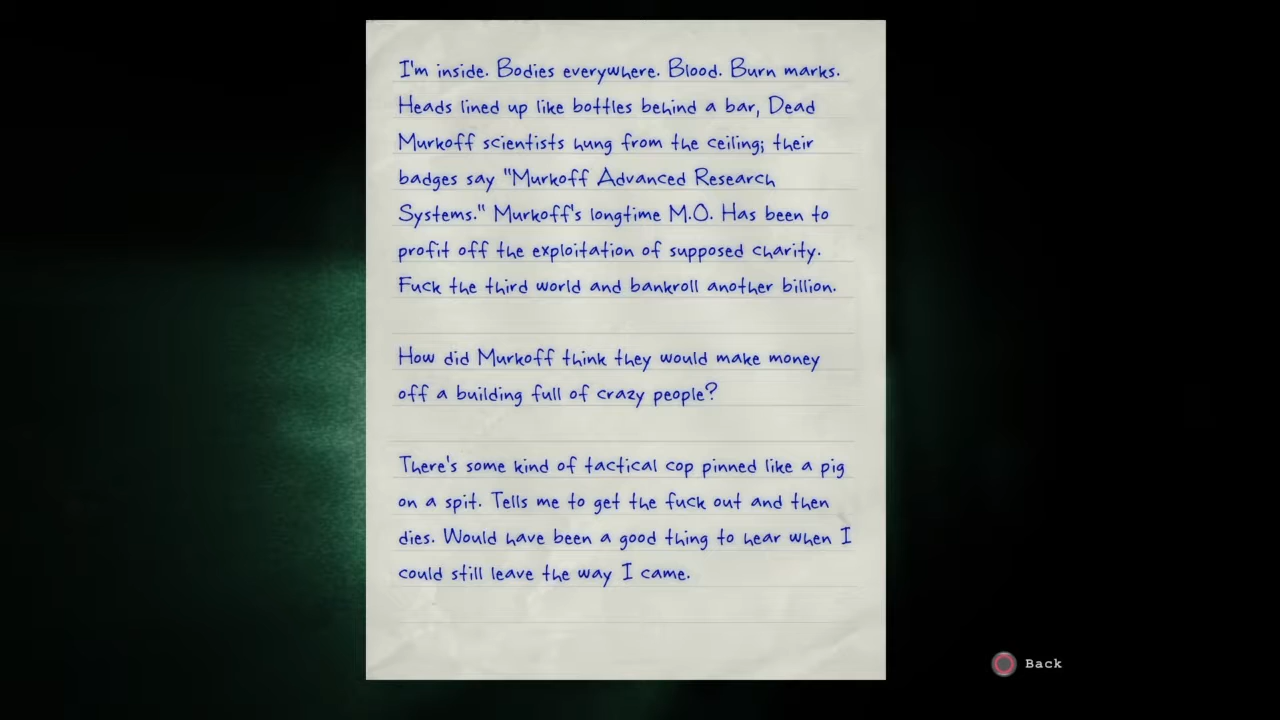 I'm inside. Bodies everywhere. Blood. Burn marks.
Heads lined up like bottles behind a bar, Dead
Murkoff scientists hung from the ceiling; their
badges say "Murkoff Advanced Research
Systems." Murkoff's longtime M.O. Has been to
profit off the exploitation of supposed charity.
Fuck the third world and bankroll another billion.
How did Murkoff think they would make money
off a building full of crazy people?
There's some kind of tactical cop pinned like a pig
on a spit. Tells me to get the fuck out and then
dies. Would have been a good thing to hear when I
could still leave the way I came.
Back